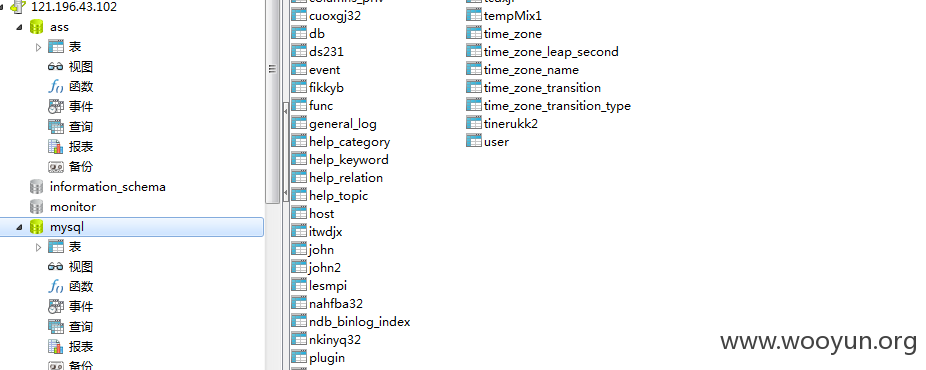 121.196.43.102
ass
表
视图
函数
事件
查询
报表
备份
information_schema
monitor
mysql
表
视图
函数
事件
查询
报表
备份
cuoxgj32
db
ds231
event
fikkyb
func
general_log
help_category
help_keyword
help_relation
help_topic
host
itwdjx
john
john2
lesmpi
nahfba32
ndb_binlog_index
nkinyq32
plugin
tempMix1
time_zone
time_zone_leap_second
time_zone_name
time_zone_transition
time_zone_transition_type
tinerukk2
user
www.wooyun.org